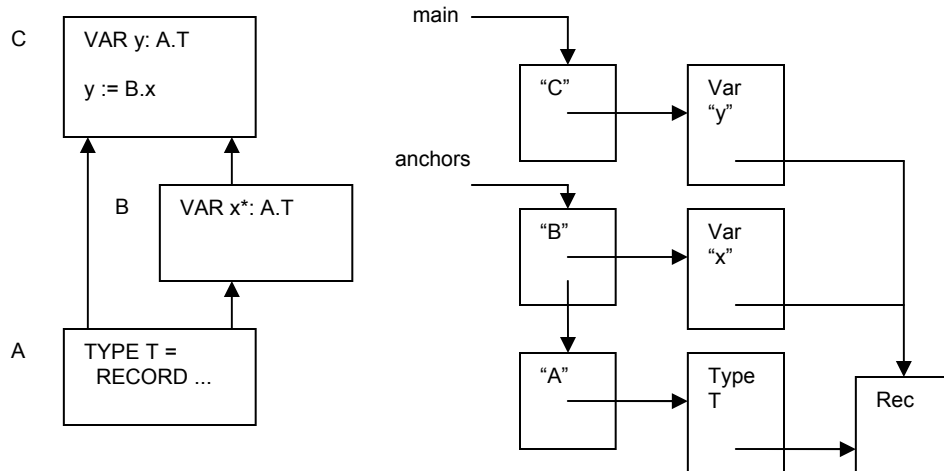 C
VAR y: A.T
y := B.x
B
VAR x*: A.T
A
TYPE T =
RECORD ...
main
“C”
Var
“y”
anchors
“B”
Var
“x”
“A”
Type
T
Rec